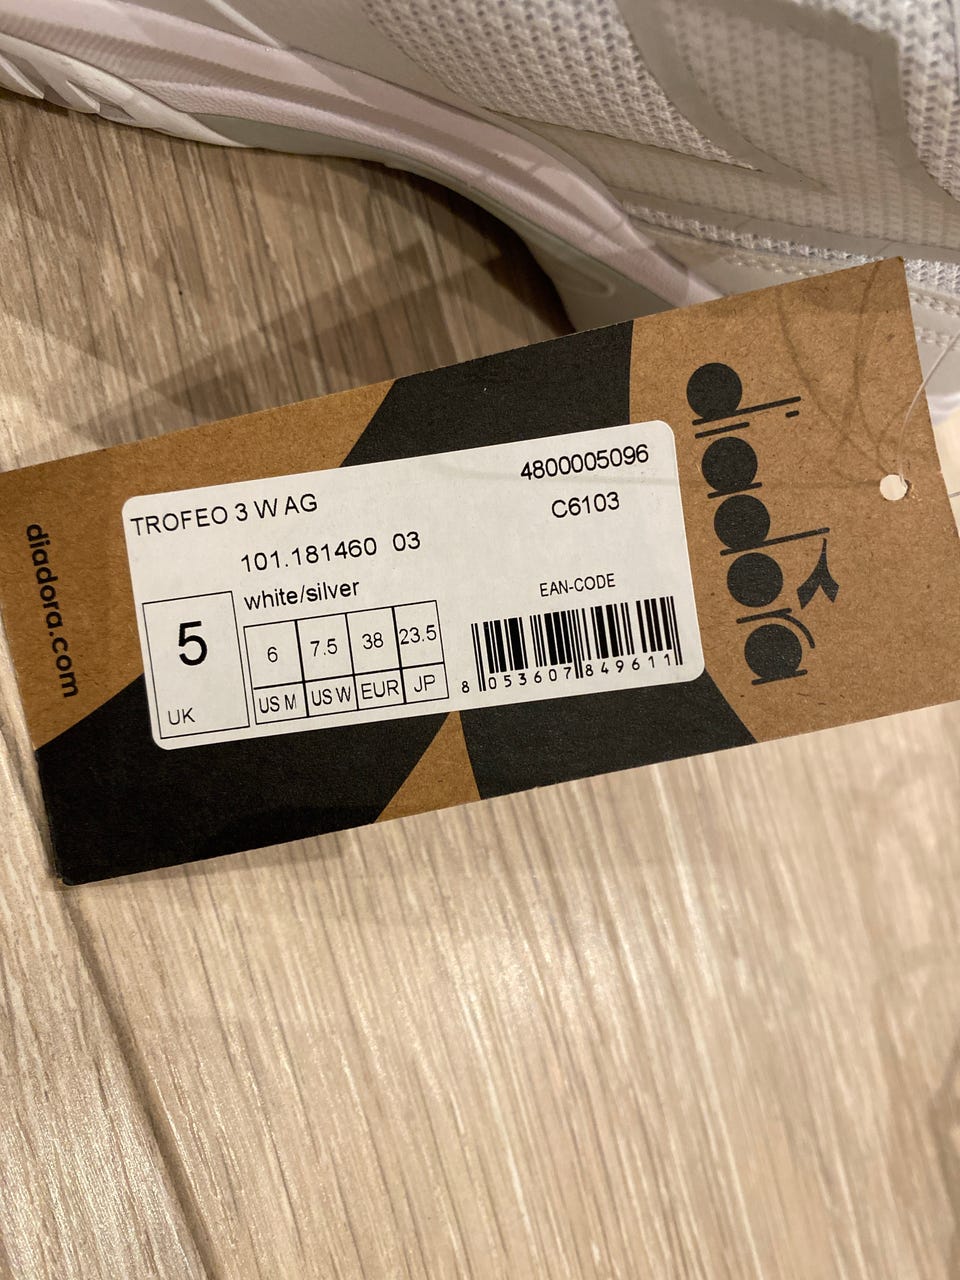 diadora.com
TROFEO 3 W AG
4800005096
101.181460 03
C6103
white/silver
EAN-CODE
5
UK
6 7.5 38 23.5
US M US W EUR JP
8 053607 849611
diadora